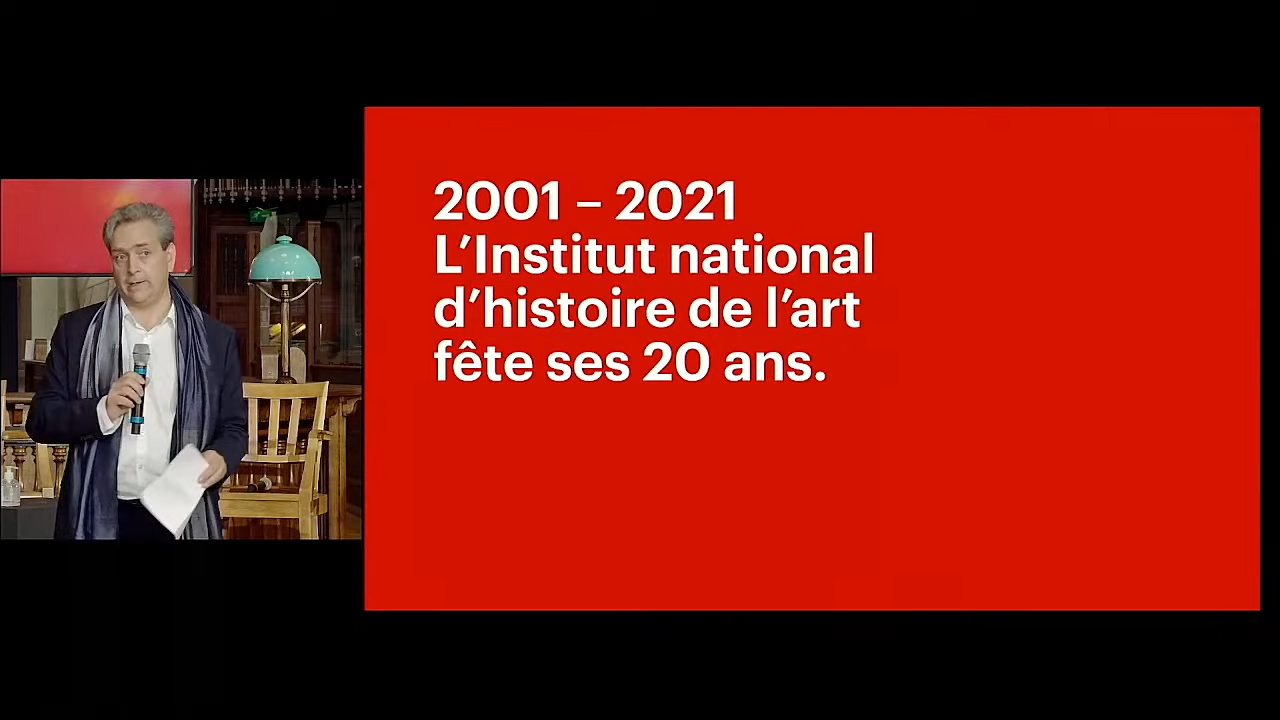 2001 – 2021
L’Institut national
d’histoire de l’art
fête ses 20 ans.